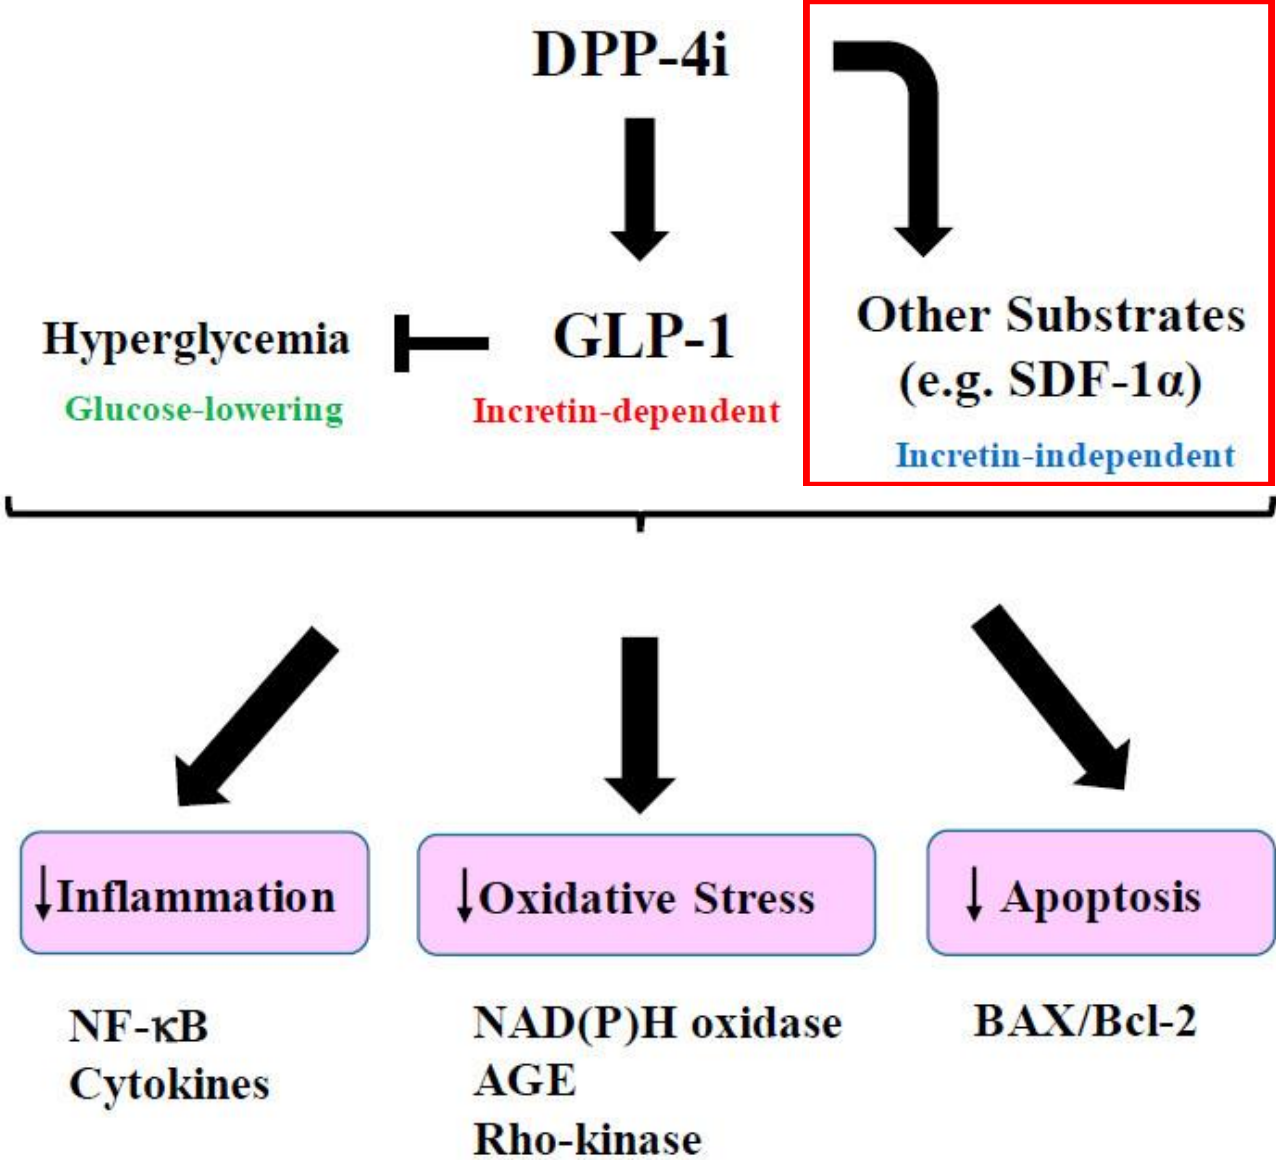 DPP-4i
Hyperglycemia
Glucose-lowering
GLP-1
Incretin-dependent
Other Substrates
(e.g. SDF-1α)
Incretin-independent
↓Inflammation
↓Oxidative Stress
↓ Apoptosis
NF-κB
Cytokines
NAD(P)H oxidase
AGE
Rho-kinase
BAX/Bcl-2